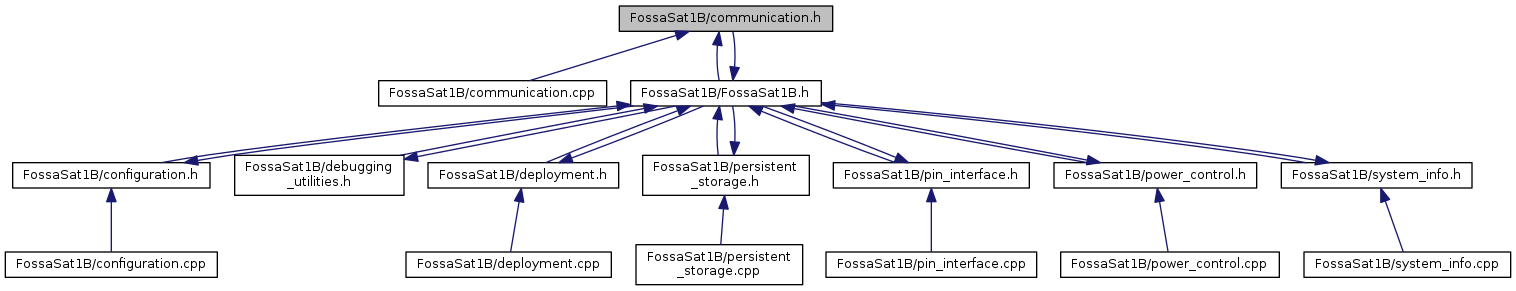 FossaSat1B/communication.h
FossaSat1B/communication.cpp
FossaSat1B/FossaSat1B.h
FossaSat1B/configuration.h
FossaSat1B/debugging
_utilities.h
FossaSat1B/deployment.h
FossaSat1B/persistent
_storage.h
FossaSat1B/pin_interface.h
FossaSat1B/power_control.h
FossaSat1B/system_info.h
FossaSat1B/configuration.cpp
FossaSat1B/deployment.cpp
FossaSat1B/persistent
_storage.cpp
FossaSat1B/pin_interface.cpp
FossaSat1B/power_control.cpp
FossaSat1B/system_info.cpp